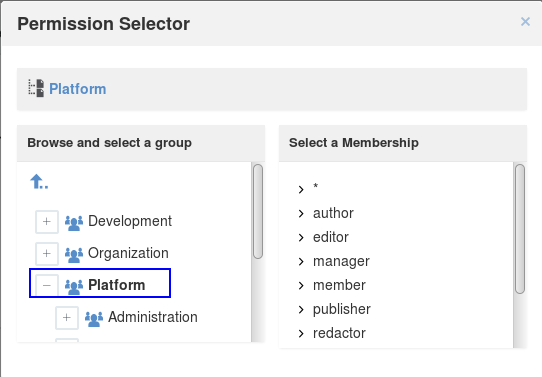 Permission Selector
×
Platform
Browse and select a group
Select a Membership
..
+ Development
+ Organization
− Platform
+ Administration
*
author
editor
manager
member
publisher
redactor